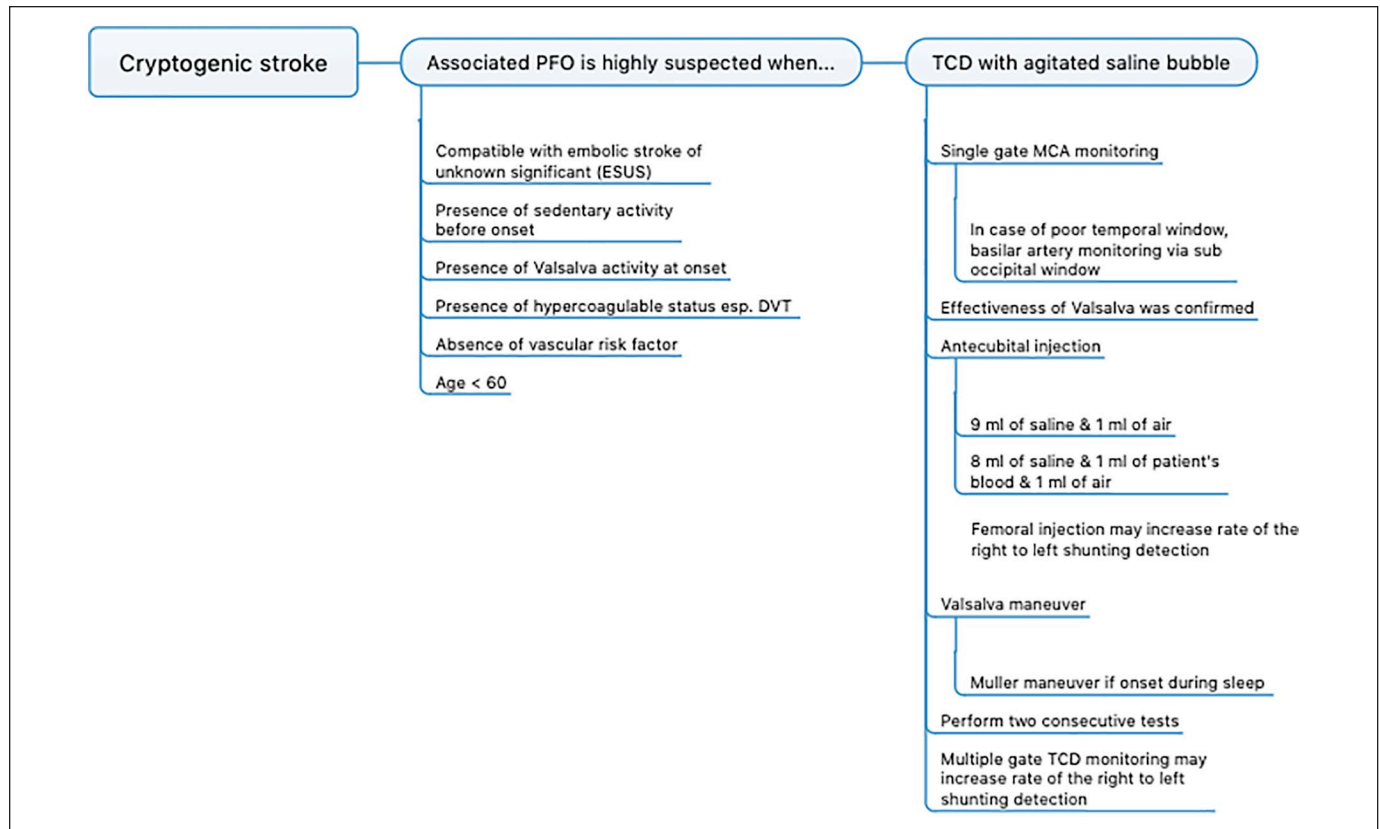 Cryptogenic stroke
Associated PFO is highly suspect when...
Compatible with embolic stroke of
unknown significant (ESUS)
Presence of sedentary activity
before onset
Presence of Valsalva activity at onset
Presence of hypercoagulable status esp. DVT
Absence of vascular risk factor
Age < 60
TCD with agitated saline bubble
Single gate MCA monitoring
In case of poor temporal window,
basilar artery monitoring via sub
occipital window
Effectiveness of Valsalva was confirmed
Antecubital injection
9 ml of saline & 1 ml of air
8 ml of saline & 1 ml of patient's
blood & 1 ml of air
Femoral injection may increase rate of the
right to left shunting detection
Valsalva maneuver
Muller maneuver if onset during sleep
Perform two consecutive tests
Multiple gate TCD monitoring may
increase rate of the right to left
shunting detection